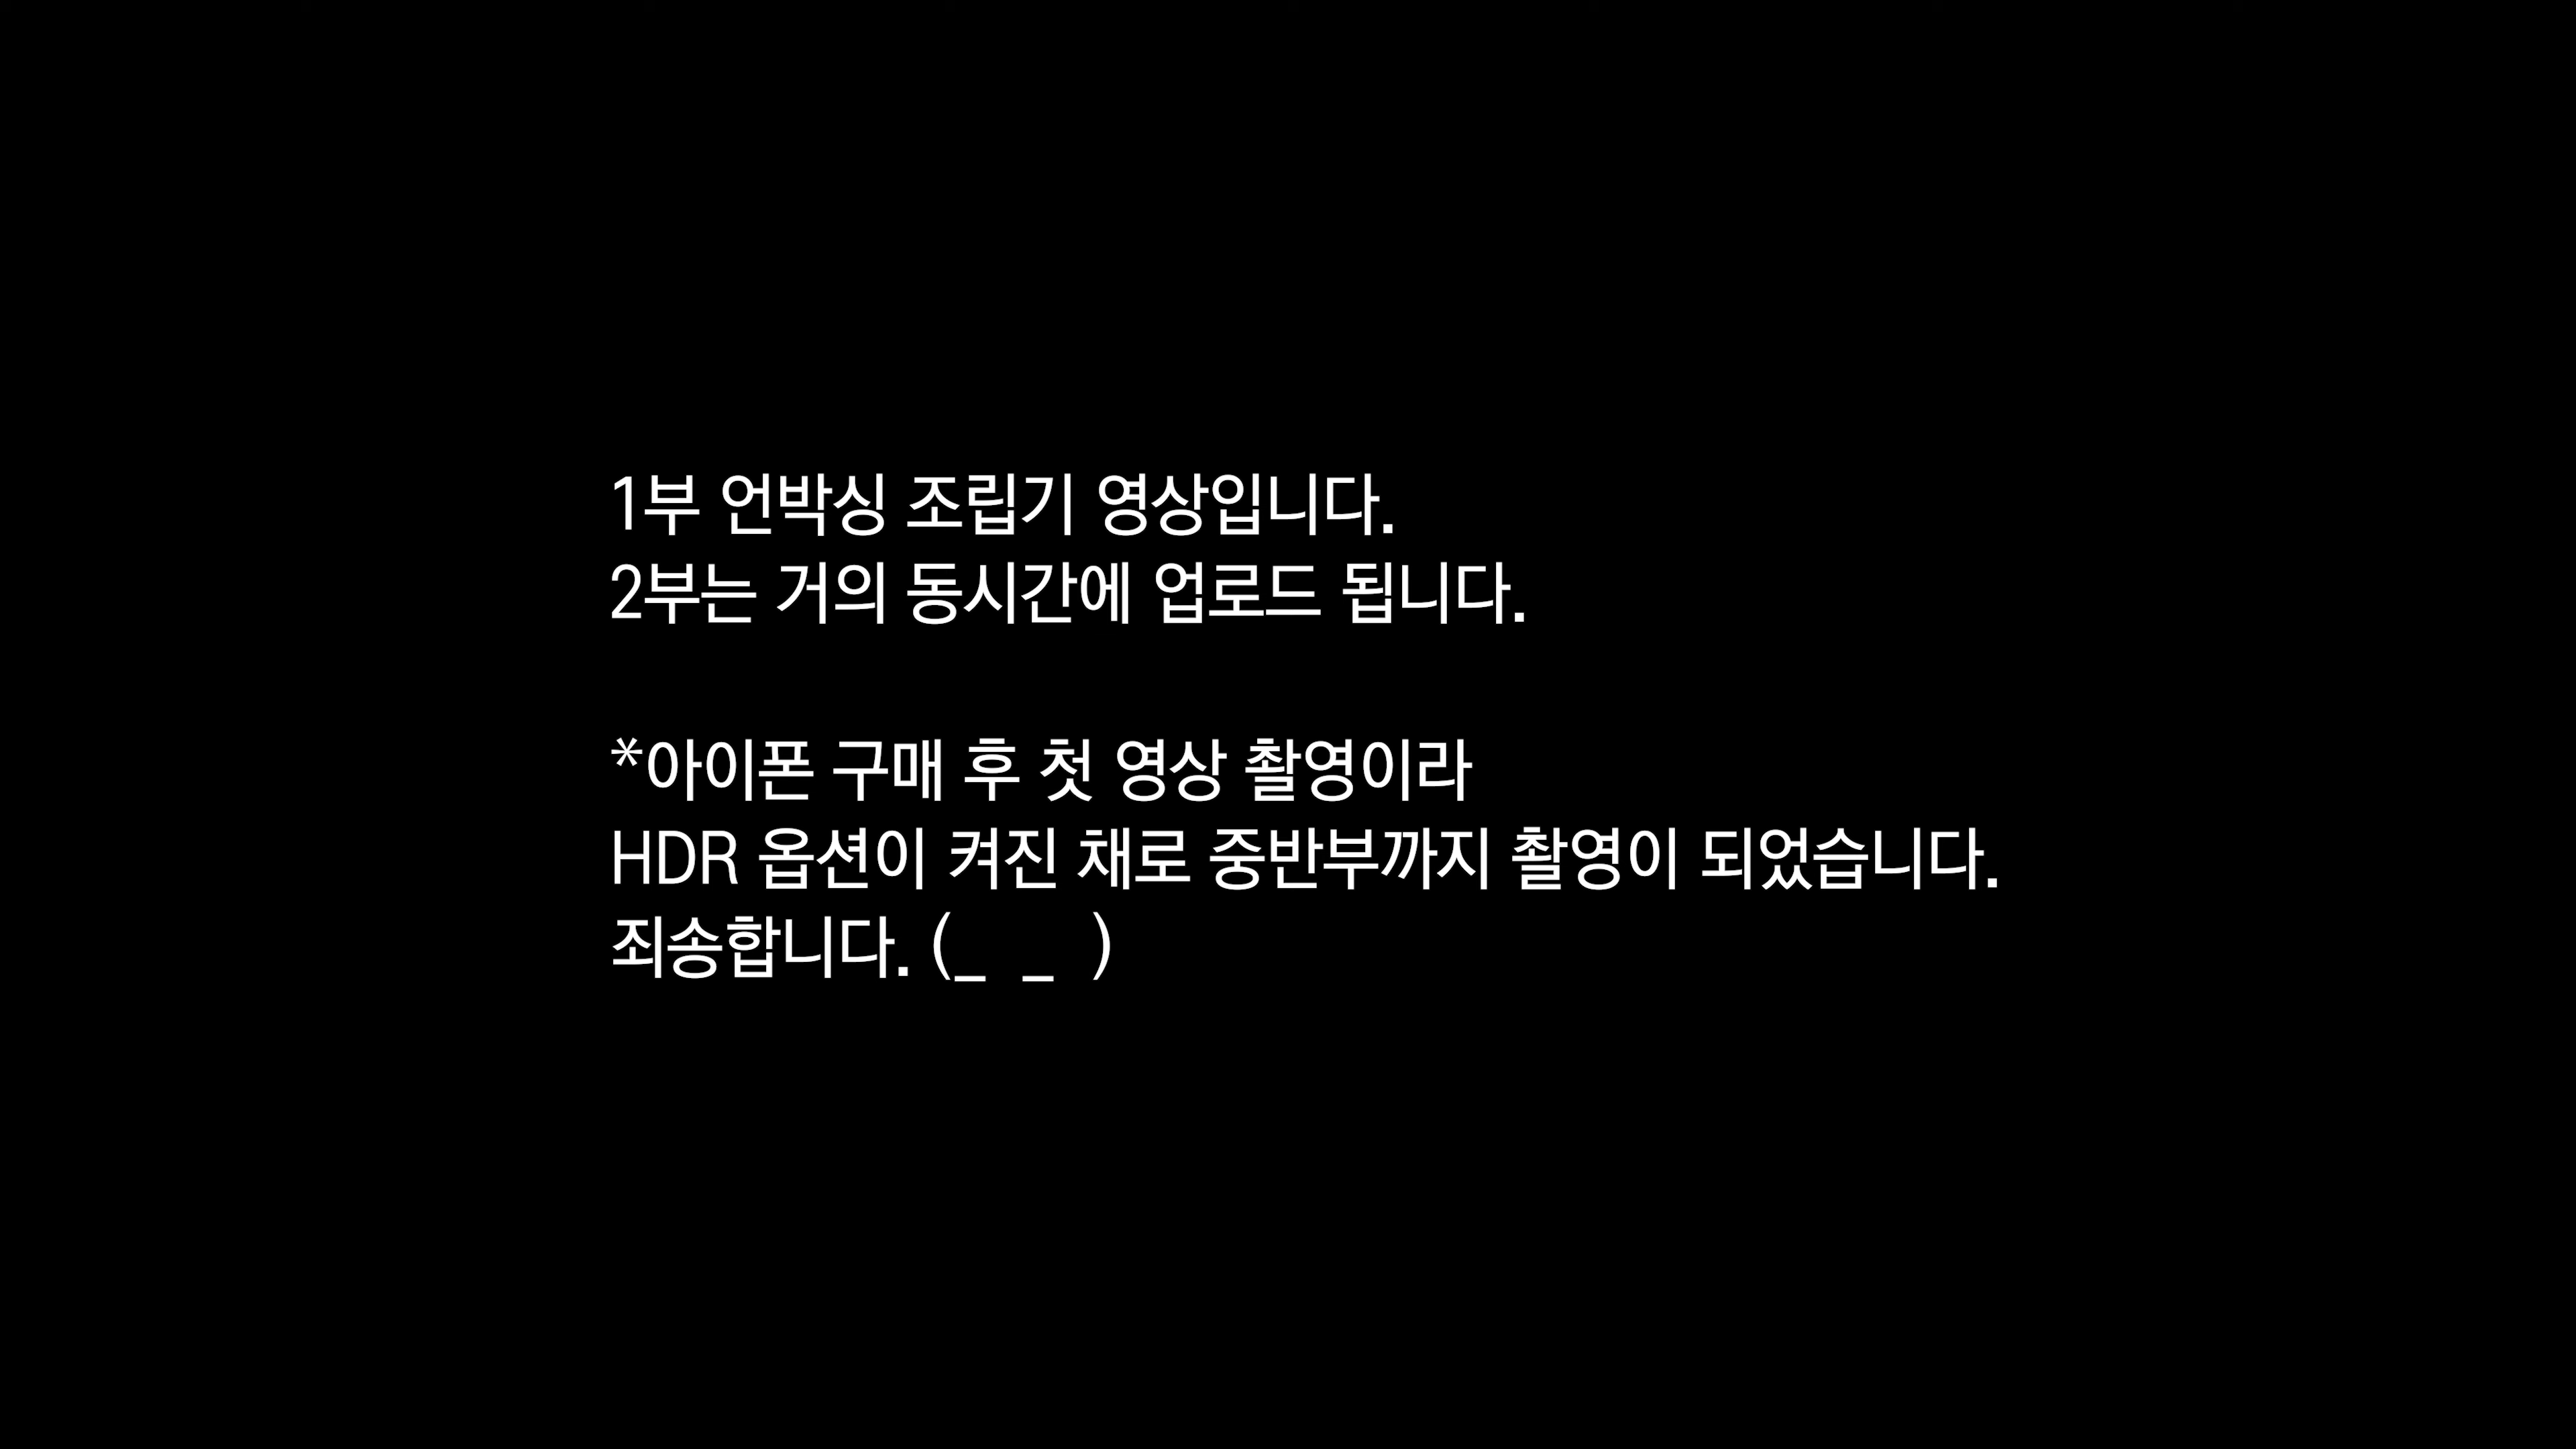 1부 언박싱 조립기 영상입니다.
2부는 거의 동시간에 업로드 됩니다.
*아이폰 구매 후 첫 영상 촬영이라
HDR 옵션이 켜진 채로 중반부까지 촬영이 되었습니다.
죄송합니다. (_ _ )